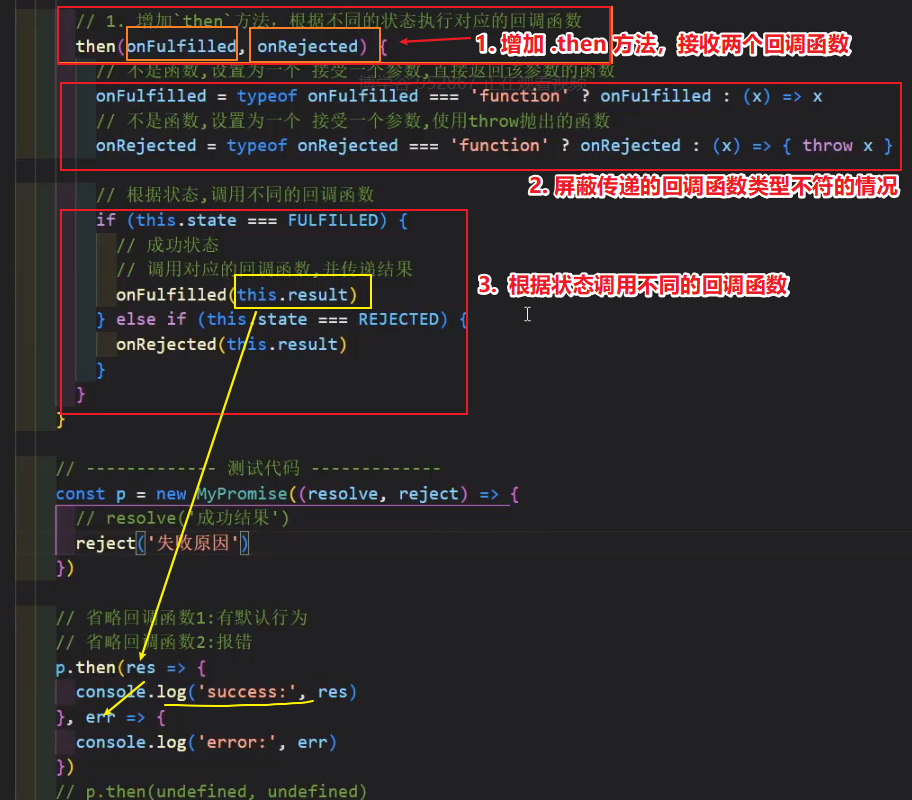 // 1. 增加`then`方法，根据不同的状态执行对应的回调函数
then(onFulfilled, onRejected) {
1. 增加 .then 方法，接收两个回调函数
// 不是函数,设置为一个 接受一个参数,直接返回该参数的函数
onFulfilled = typeof onFulfilled === 'function' ? onFulfilled : (x) => x
// 不是函数,设置为一个 接受一个参数,使用throw抛出的函数
onRejected = typeof onRejected === 'function' ? onRejected : (x) => { throw x }
2. 屏蔽传递的回调函数类型不符的情况
// 根据状态,调用不同的回调函数
if (this.state === FULFILLED) {
// 成功状态
// 调用对应的回调函数,并传递结果
onFulfilled(this.result)
3. 根据状态调用不同的回调函数
} else if (this.state === REJECTED) {
onRejected(this.result)
}
}
}
// ------------- 测试代码 -------------
const p = new MyPromise((resolve, reject) => {
// resolve('成功结果')
reject('失败原因')
})
// 省略回调函数1:有默认行为
// 省略回调函数2:报错
p.then(res => {
console.log('success:', res)
}, err => {
console.log('error:', err)
})
// p.then(undefined, undefined)